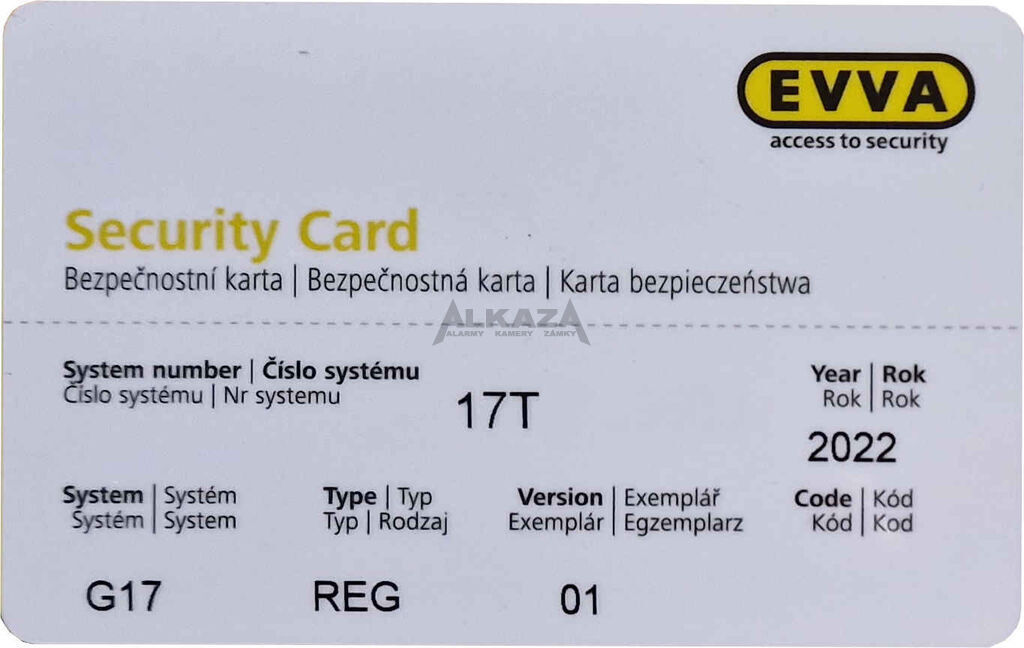 EVVA
access to security
Security Card
Bezpečnostní karta | Bezpečnostná karta | Karta bezpieczeństwa
ALKAZA
ALARMY KAMERY ZÁMKY
System number | Číslo systému
Číslo systému | Nr systemu
17T
Year | Rok
Rok | Rok
2022
System | Systém
Systém | System
Type | Typ
Typ | Rodzaj
Version | Exemplář
Exemplár | Egzemplarz
Code | Kód
Kód | Kod
G17
REG
01